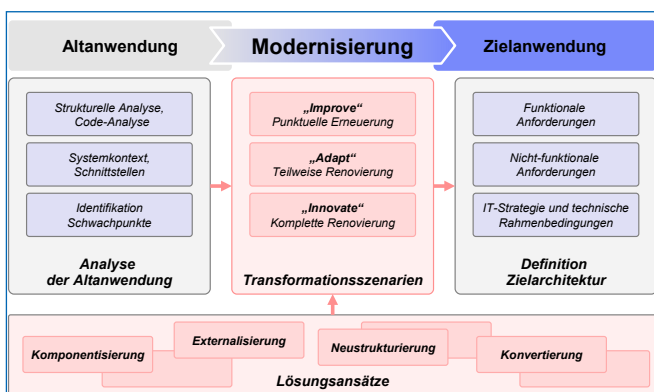 Altanwendung
Modernisierung
Zielanwendung
Strukturelle Analyse,
Code-Analyse
Systemkontext,
Schnittstellen
Identifikation
Schwachpunkte
Analyse
der Altanwendung
„Improve“
Punktuelle Erneuerung
„Adapt“
Teilweise Renovierung
„Innovate“
Komplette Renovierung
Transformationsszenarien
Funktionale
Anforderungen
Nicht-funktionale
Anforderungen
IT-Strategie und technische
Rahmenbedingungen
Definition
Zielarchitektur
Komponentisierung
Externalisierung
Neustrukturierung
Konvertierung
Lösungsansätze